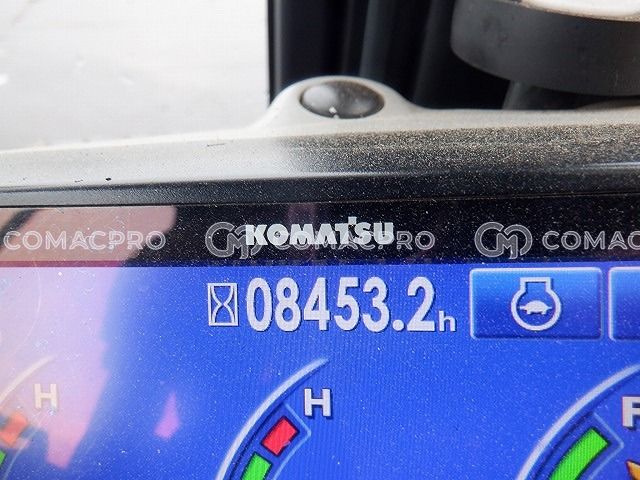 COMACPRO KOMATSU COMACPRO COMACPRO
08453.2h
H H F